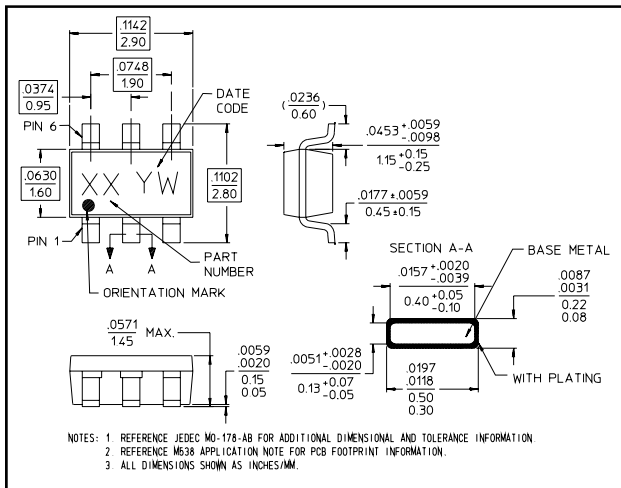 .1142
2.90
.0748
1.90
.0374
0.95
DATE
CODE
PIN 6
.0630
1.60
XX YW
.1102
2.80
PIN 1
A A
PART
NUMBER
ORIENTATION MARK
( .0236
0.60 )
.0453 +.0059
-.0098
1.15 +0.15
-0.25
.0177 ±.0059
0.45 ±0.15
SECTION A-A
.0157 +.0020
-.0039
0.40 +0.05
-0.10
BASE METAL
.0087
.0031
0.22
0.08
.0051 +.0028
-.0020
0.13 +0.07
-0.05
.0197
.0118
0.50
0.30
WITH PLATING
.0571
1.45 MAX.
.0059
.0020
0.15
0.05
NOTES: 1. REFERENCE JEDEC MO-178-AB FOR ADDITIONAL DIMENSIONAL AND TOLERANCE INFORMATION.
2. REFERENCE M538 APPLICATION NOTE FOR PCB FOOTPRINT INFORMATION.
3. ALL DIMENSIONS SHOWN AS INCHES/MM.